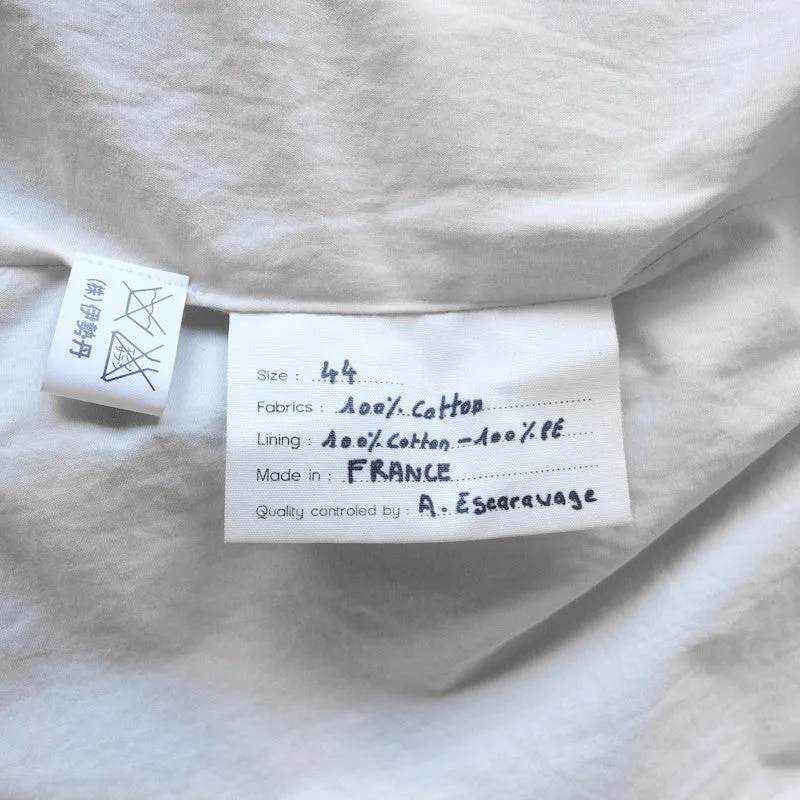 (株)伊勢丹
Size : 44
Fabrics : 100% Cotton
Lining : 100% Cotton - 100% PE
Made in : FRANCE
Quality controled by : A. Escaravage